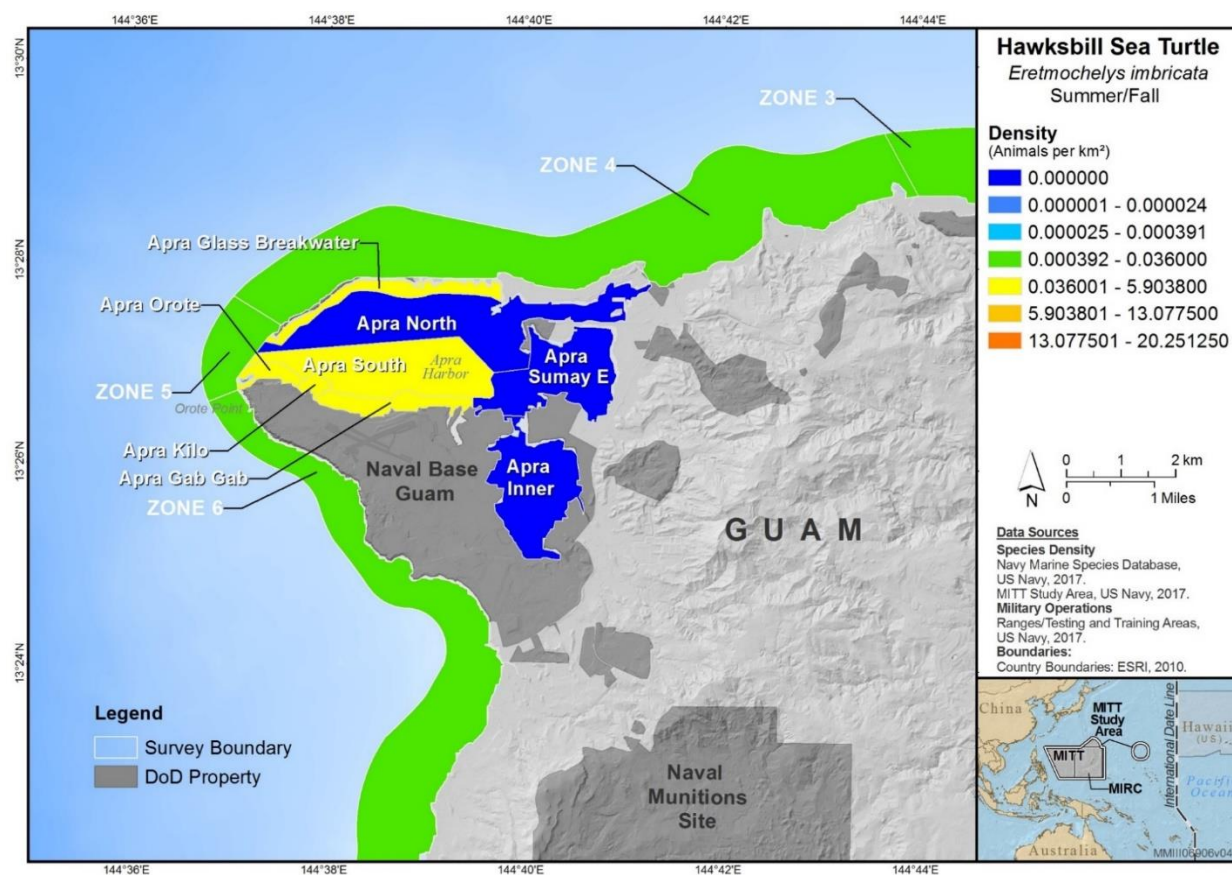 144°36'E
144°38'E
144°40'E
144°42'E
144°44'E
13°30'N
13°28'N
13°26'N
13°24'N
ZONE 3
ZONE 4
Apra Glass Breakwater
Apra Orote
Apra North
Apra South
Apra
Harbor
Apra
Sumay E
ZONE 5
Orote Point
Apra Kilo
Apra Gab Gab
ZONE 6
Naval Base
Guam
Apra
Inner
GUAM
Naval
Munitions
Site
Legend
Survey Boundary
DoD Property
144°36'E
144°38'E
144°40'E
144°42'E
144°44'E
Hawksbill Sea Turtle
Eretmochelys imbricata
Summer/Fall
Density
(Animals per km²)
0.000000
0.000001 - 0.000024
0.000025 - 0.000391
0.000392 - 0.036000
0.036001 - 5.903800
5.903801 - 13.077500
13.077501 - 20.251250
N
0 1 2 km
0 1 Miles
Data Sources
Species Density
Navy Marine Species Database,
US Navy, 2017.
MITT Study Area, US Navy, 2017.
Military Operations
Ranges/Testing and Training Areas,
US Navy, 2017.
Boundaries:
Country Boundaries: ESRI, 2010.
China
MITT
Study
Area
International Date Line
Hawaii
(US)
MITT
MIRC
Pacific
Ocean
Australia
MMIII06906v04